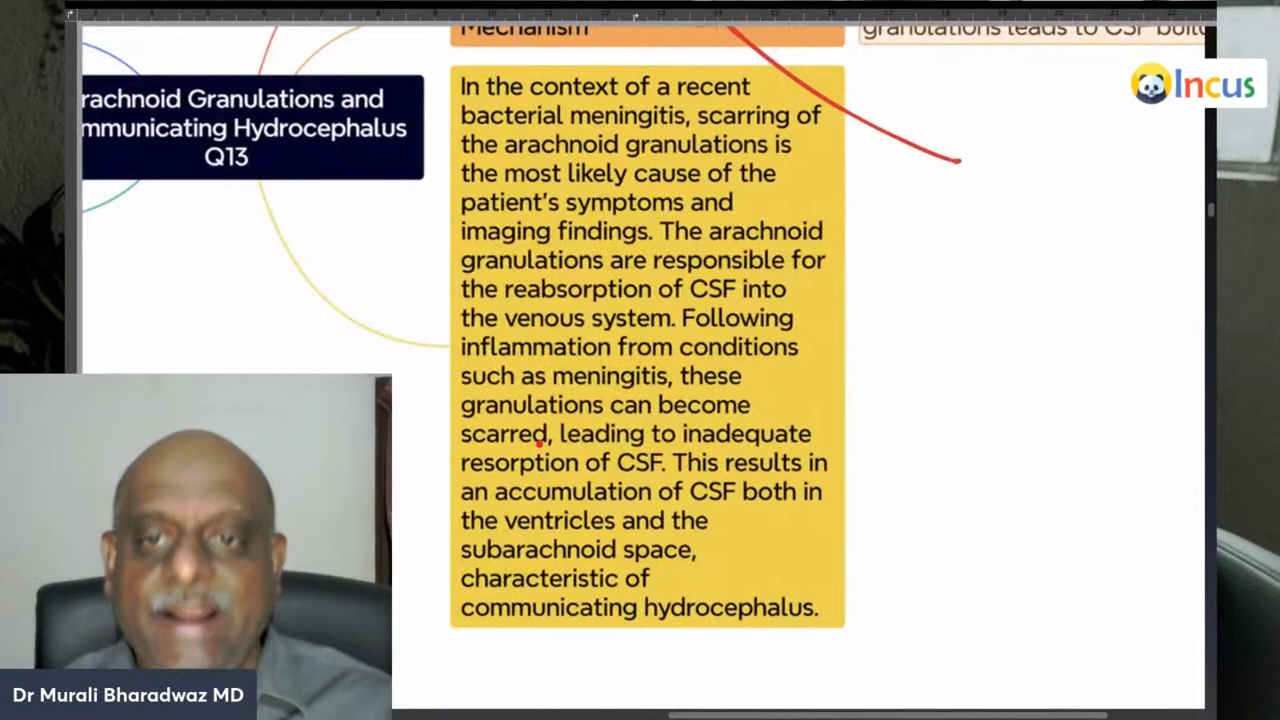 Mechanism
granulations leads to CSF
Incus
Granulations and
Hydrocephalus
Q13
In the context of a recent
bacterial meningitis, scarring of
the arachnoid granulations is
the most likely cause of the
patient's symptoms and
imaging findings. The arachnoid
granulations are responsible for
the reabsorption of CSF into
the venous system. Following
inflammation from conditions
such as meningitis, these
granulations can become
scarred, leading to inadequate
resorption of CSF. This results in
an accumulation of CSF both in
the ventricles and the
subarachnoid space,
characteristic of
communicating hydrocephalus.
Dr Murali Bharadwaz MD